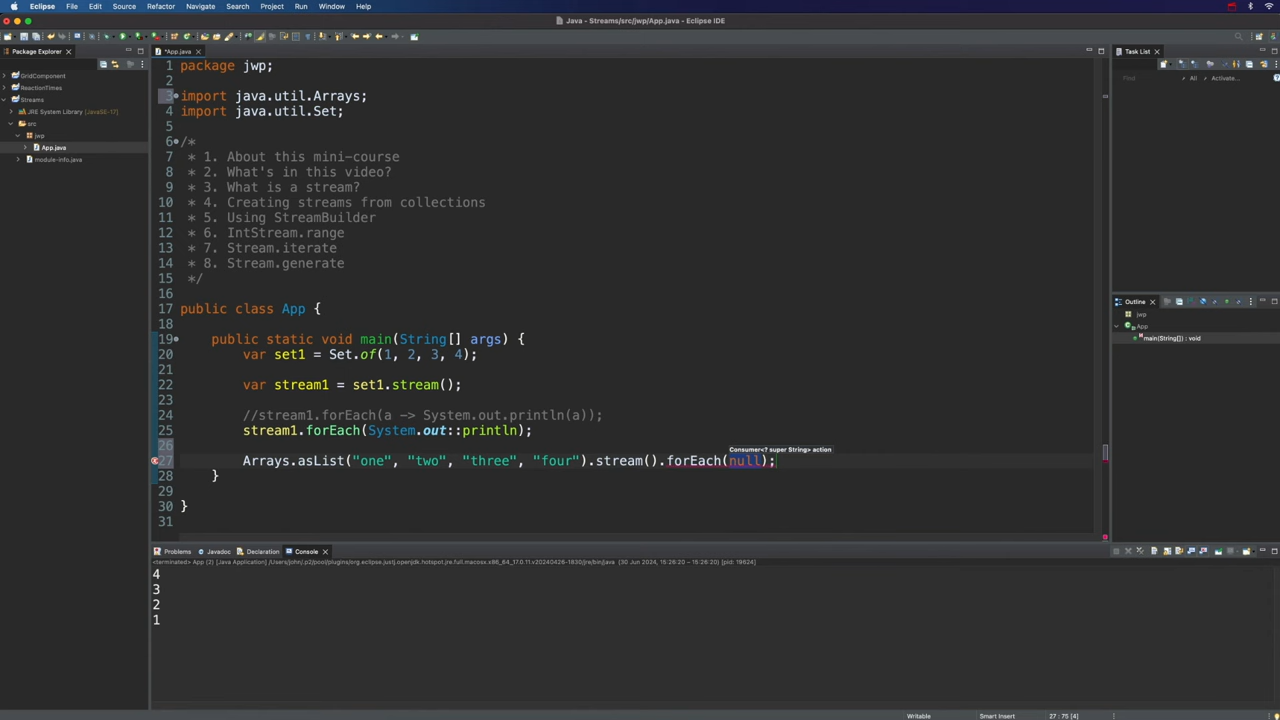 Eclipse File Edit Source Refactor Navigate Search Project Run Window Help
Java - Streams/src/jwp/App.java - Eclipse IDE
Package Explorer
GridComponent
ReactionTimes
Streams
JRE System Library [JavaSE-17]
src
jwp
App.java
module-info.java
*App.java
1 package jwp;
2
3 import java.util.Arrays;
4 import java.util.Set;
5
6 /*
7 * 1. About this mini-course
8 * 2. What's in this video?
9 * 3. What is a stream?
10 * 4. Creating streams from collections
11 * 5. Using StreamBuilder
12 * 6. IntStream.range
13 * 7. Stream.iterate
14 * 8. Stream.generate
15 */
16
17 public class App {
18
19 public static void main(String[] args) {
20 var set1 = Set.of(1, 2, 3, 4);
21
22 var stream1 = set1.stream();
23
24 //stream1.forEach(a -> System.out.println(a));
25 stream1.forEach(System.out::println);
26
Consumer<? super String> action
27 Arrays.asList("one", "two", "three", "four").stream().forEach(null);
28 }
29
30 }
31
Task List
Find All Activate...
Outline
jwp
App
main(String[]) : void
Problems Javadoc Declaration Console
<terminated> App (2) [Java Application] /Users/john/.p2/pool/plugins/org.eclipse.justj.openjdk.hotspot.jre.full.macosx.x86_64_17.0.11.v20240426-1830/jre/bin/java (30 Jun 2024, 15:26:20 – 15:26:20) [pid: 19624]
4
3
2
1
Writable Smart Insert 27 : 75 [4]